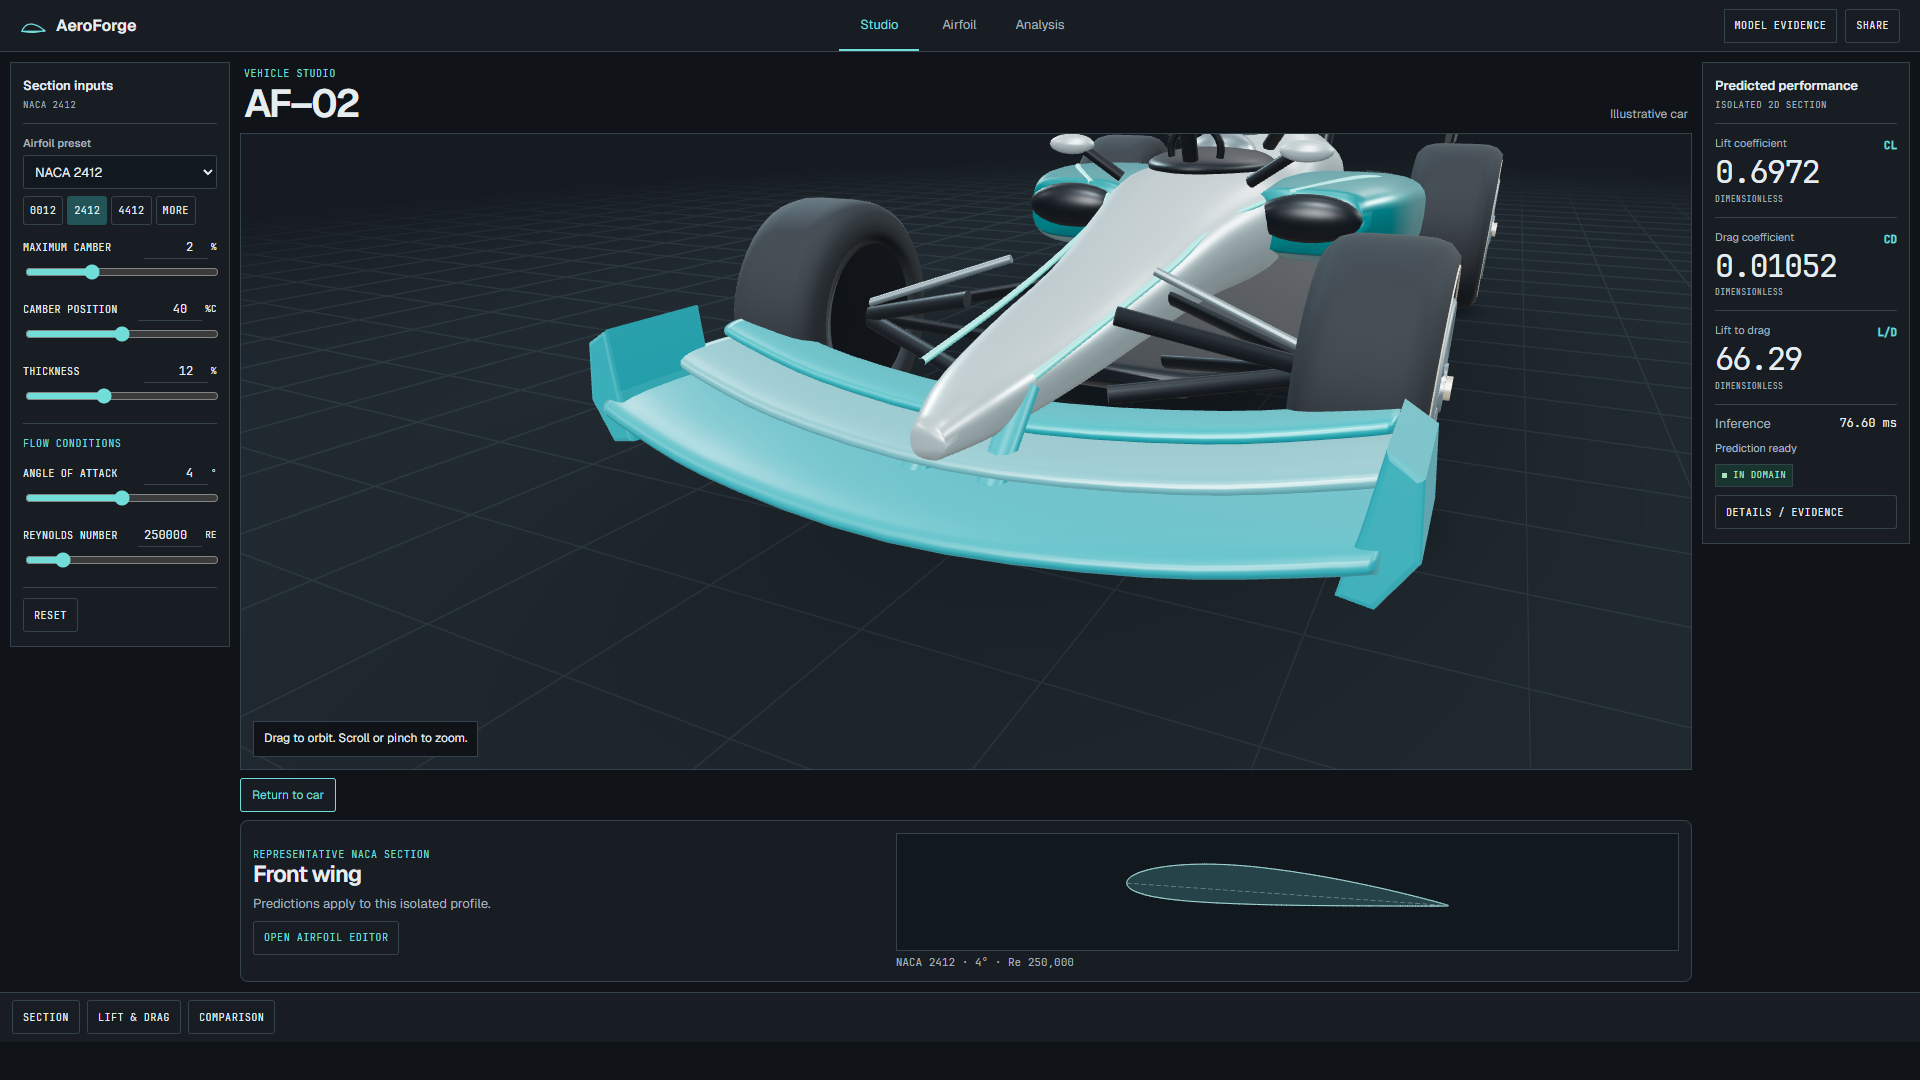 AeroForge
Studio
Airfoil
Analysis
MODEL EVIDENCE
SHARE
Section inputs
NACA 2412
Airfoil preset
NACA 2412
0012
2412
4412
MORE
MAXIMUM CAMBER 2 %
CAMBER POSITION 40 %C
THICKNESS 12 %
FLOW CONDITIONS
ANGLE OF ATTACK 4 °
REYNOLDS NUMBER 250000 RE
RESET
VEHICLE STUDIO
AF—02
Illustrative car
Drag to orbit. Scroll or pinch to zoom.
Return to car
REPRESENTATIVE NACA SECTION
Front wing
Predictions apply to this isolated profile.
OPEN AIRFOIL EDITOR
NACA 2412 · 4° · Re 250,000
Predicted performance
ISOLATED 2D SECTION
Lift coefficient CL
0.6972
DIMENSIONLESS
Drag coefficient CD
0.01052
DIMENSIONLESS
Lift to drag L/D
66.29
DIMENSIONLESS
Inference 76.60 ms
Prediction ready
IN DOMAIN
DETAILS / EVIDENCE
SECTION
LIFT & DRAG
COMPARISON